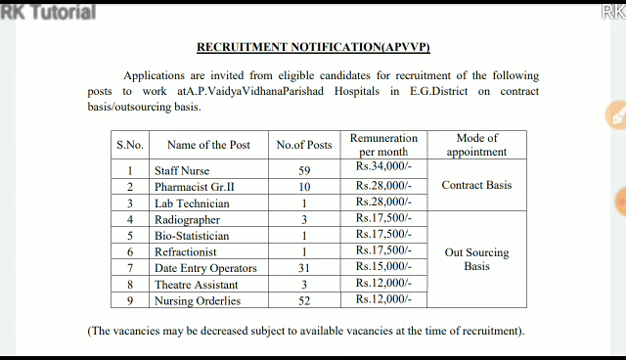 RK Tutorial
RK
RECRUITMENT NOTIFICATION(APVVP)
Applications are invited from eligible candidates for recruitment of the following
posts to work atA.P.VaidyaVidhanaParishad Hospitals in E.G.District on contract
basis/outsourcing basis.
S.No. Name of the Post No.of Posts Remuneration per month Mode of appointment
1 Staff Nurse 59 Rs.34,000/- Contract Basis
2 Pharmacist Gr.II 10 Rs.28,000/-
3 Lab Technician 1 Rs.28,000/-
4 Radiographer 3 Rs.17,500/- Out Sourcing Basis
5 Bio-Statistician 1 Rs.17,500/-
6 Refractionist 1 Rs.17,500/-
7 Date Entry Operators 31 Rs.15,000/-
8 Theatre Assistant 3 Rs.12,000/-
9 Nursing Orderlies 52 Rs.12,000/-
(The vacancies may be decreased subject to available vacancies at the time of recruitment).